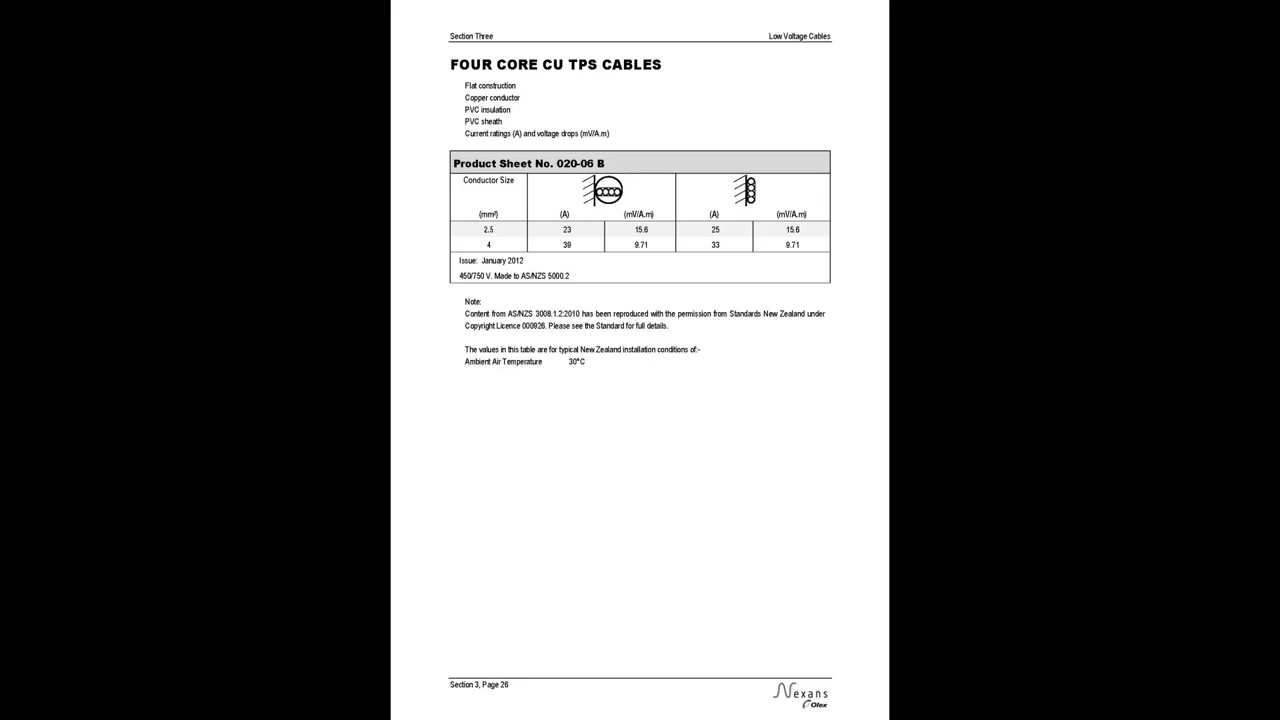 Section Three Low Voltage Cables
FOUR CORE CU TPS CABLES
Flat construction
Copper conductor
PVC insulation
PVC sheath
Current ratings (A) and voltage drops (mV/A.m)
Product Sheet No. 020-06 B
Conductor Size
(mm²) (A) (mV/A.m) (A) (mV/A.m)
2.5 23 15.6 25 15.6
4 39 9.71 33 9.71
Issue: January 2012
450/750 V. Made to AS/NZS 5000.2
Note:
Content from AS/NZS 3008.1.2:2010 has been reproduced with the permission from Standards New Zealand under
Copyright Licence 000926. Please see the Standard for full details.
The values in this table are for typical New Zealand installation conditions of:-
Ambient Air Temperature 30°C
Section 3, Page 26
Nexans
Olex